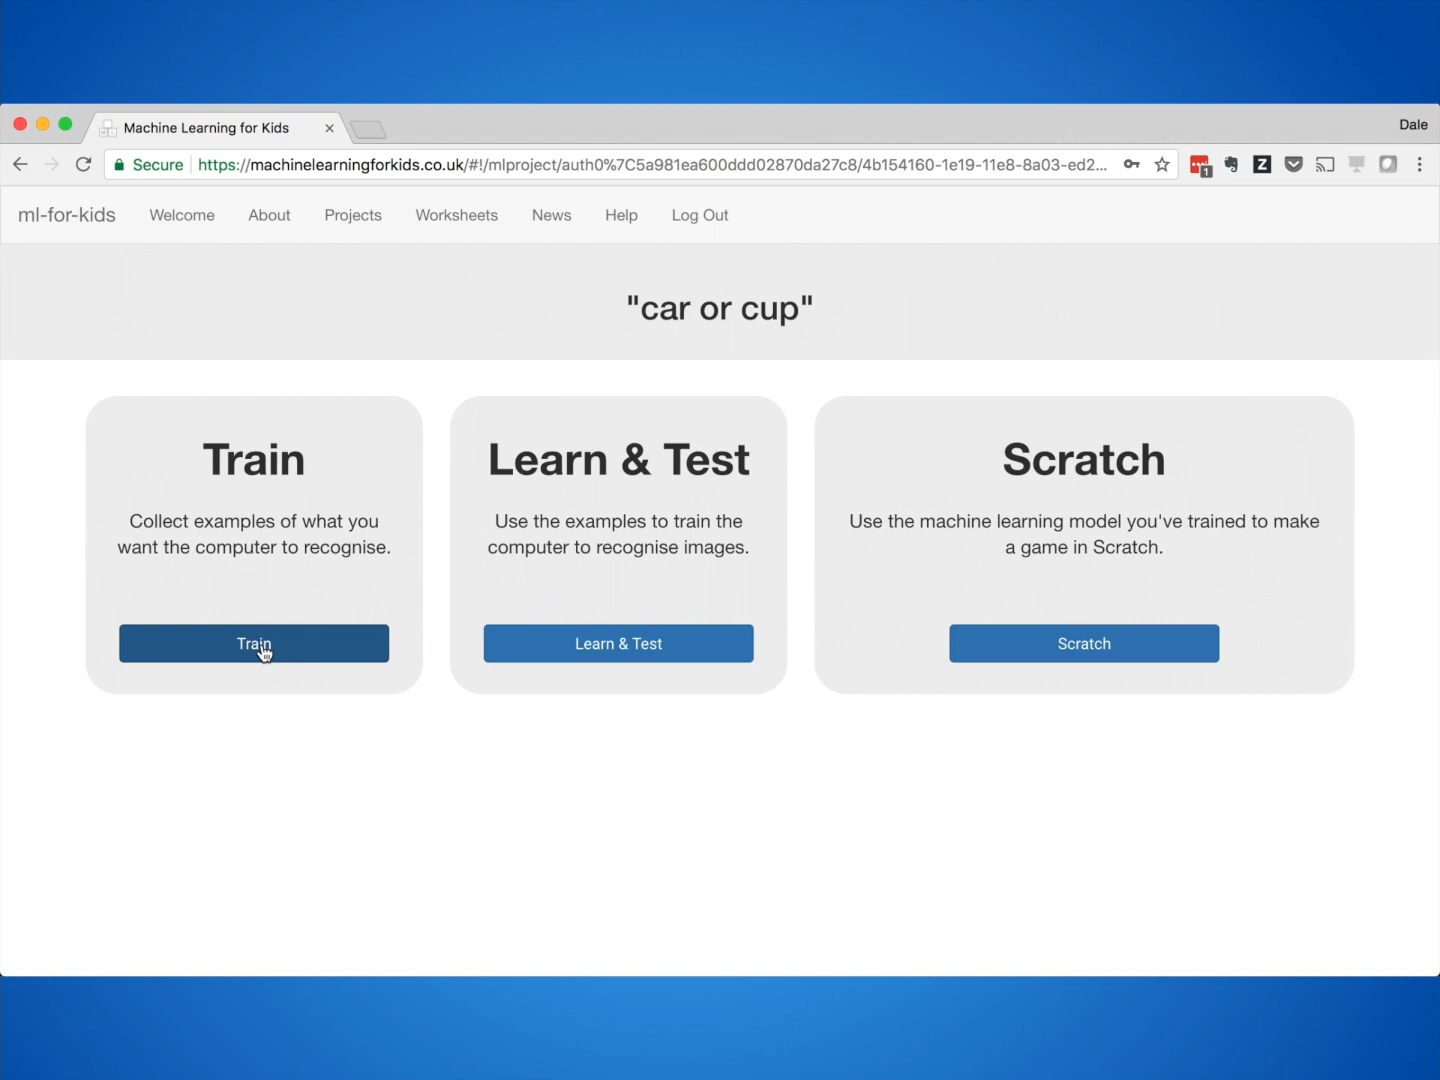 Machine Learning for Kids
Dale
Secure https://machinelearningforkids.co.uk/#!/mlproject/auth0%7C5a981ea600ddd02870da27c8/4b154160-1e19-11e8-8a03-ed2...
1
Z
ml-for-kids Welcome About Projects Worksheets News Help Log Out
"car or cup"
Train
Collect examples of what you
want the computer to recognise.
Train
Learn & Test
Use the examples to train the
computer to recognise images.
Learn & Test
Scratch
Use the machine learning model you've trained to make
a game in Scratch.
Scratch